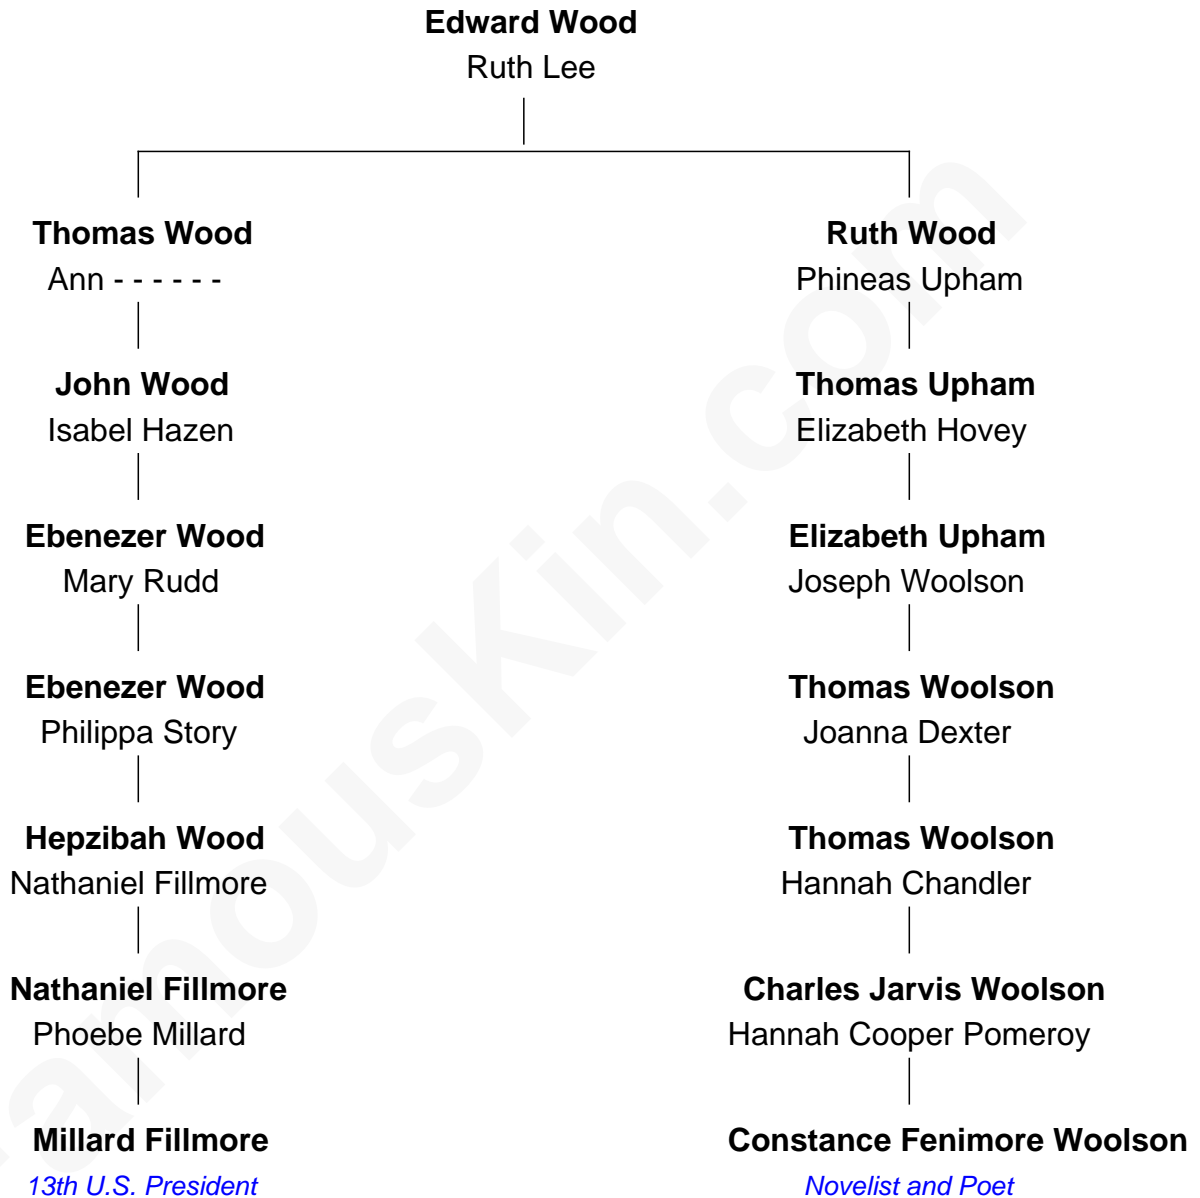 Edward Wood
Ruth Lee
Thomas Wood
Ann - - - - - -
John Wood
Isabel Hazen
Ebenezer Wood
Mary Rudd
Ebenezer Wood
Philippa Story
Hepzibah Wood
Nathaniel Fillmore
Nathaniel Fillmore
Phoebe Millard
Millard Fillmore
13th U.S. President
Ruth Wood
Phineas Upham
Thomas Upham
Elizabeth Hovey
Elizabeth Upham
Joseph Woolson
Thomas Woolson
Joanna Dexter
Thomas Woolson
Hannah Chandler
Charles Jarvis Woolson
Hannah Cooper Pomeroy
Constance Fenimore Woolson
Novelist and Poet
FamousKin.com